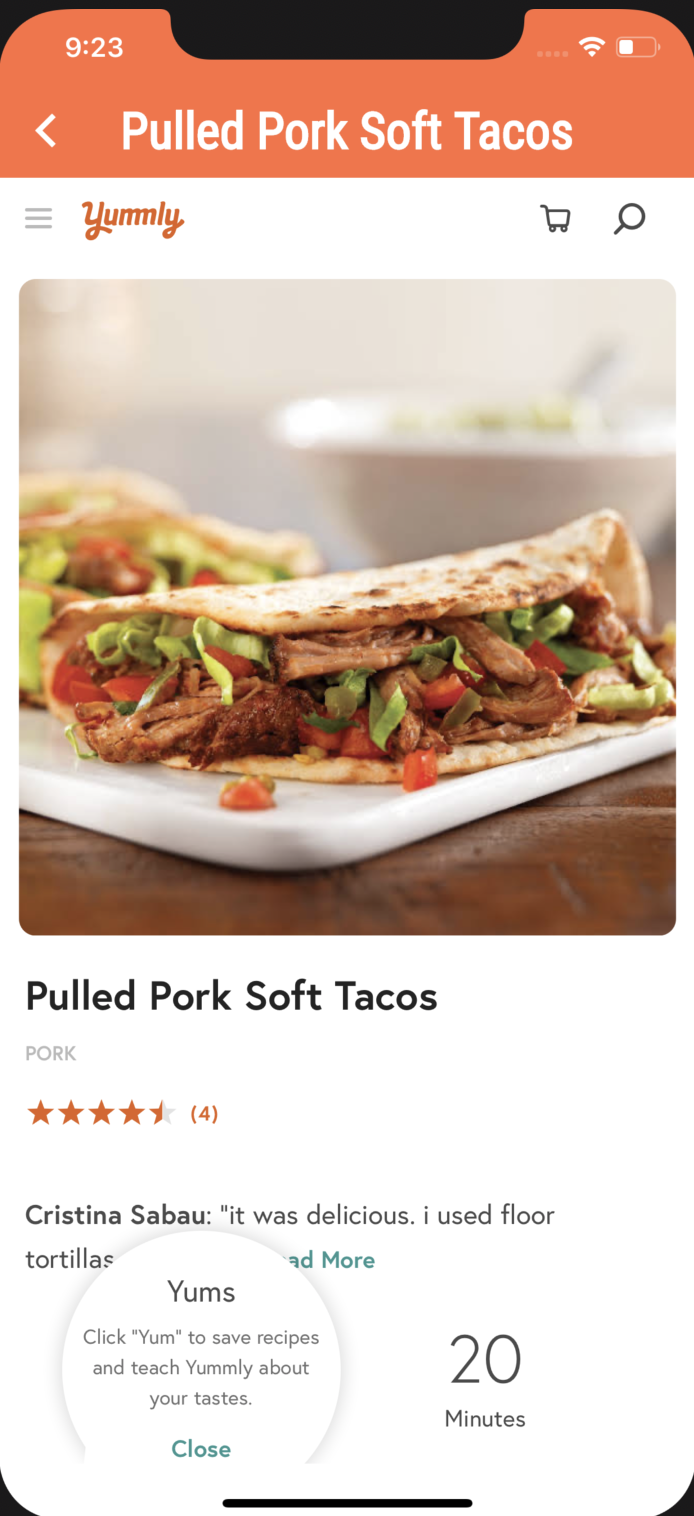 9:23
Pulled Pork Soft Tacos
Yummly
Pulled Pork Soft Tacos
PORK
(4)
Cristina Sabau: "it was delicious. i used floor
tortillas ad More
Yums
Click "Yum" to save recipes
and teach Yummly about
your tastes.
Close
20
Minutes